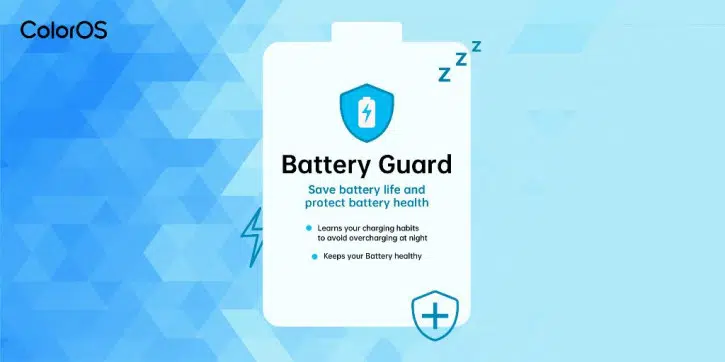 ColorOS
z
z
z
Battery Guard
Save battery life and
protect battery health
Learns your charging habits
to avoid overcharging at night
Keeps your Battery healthy